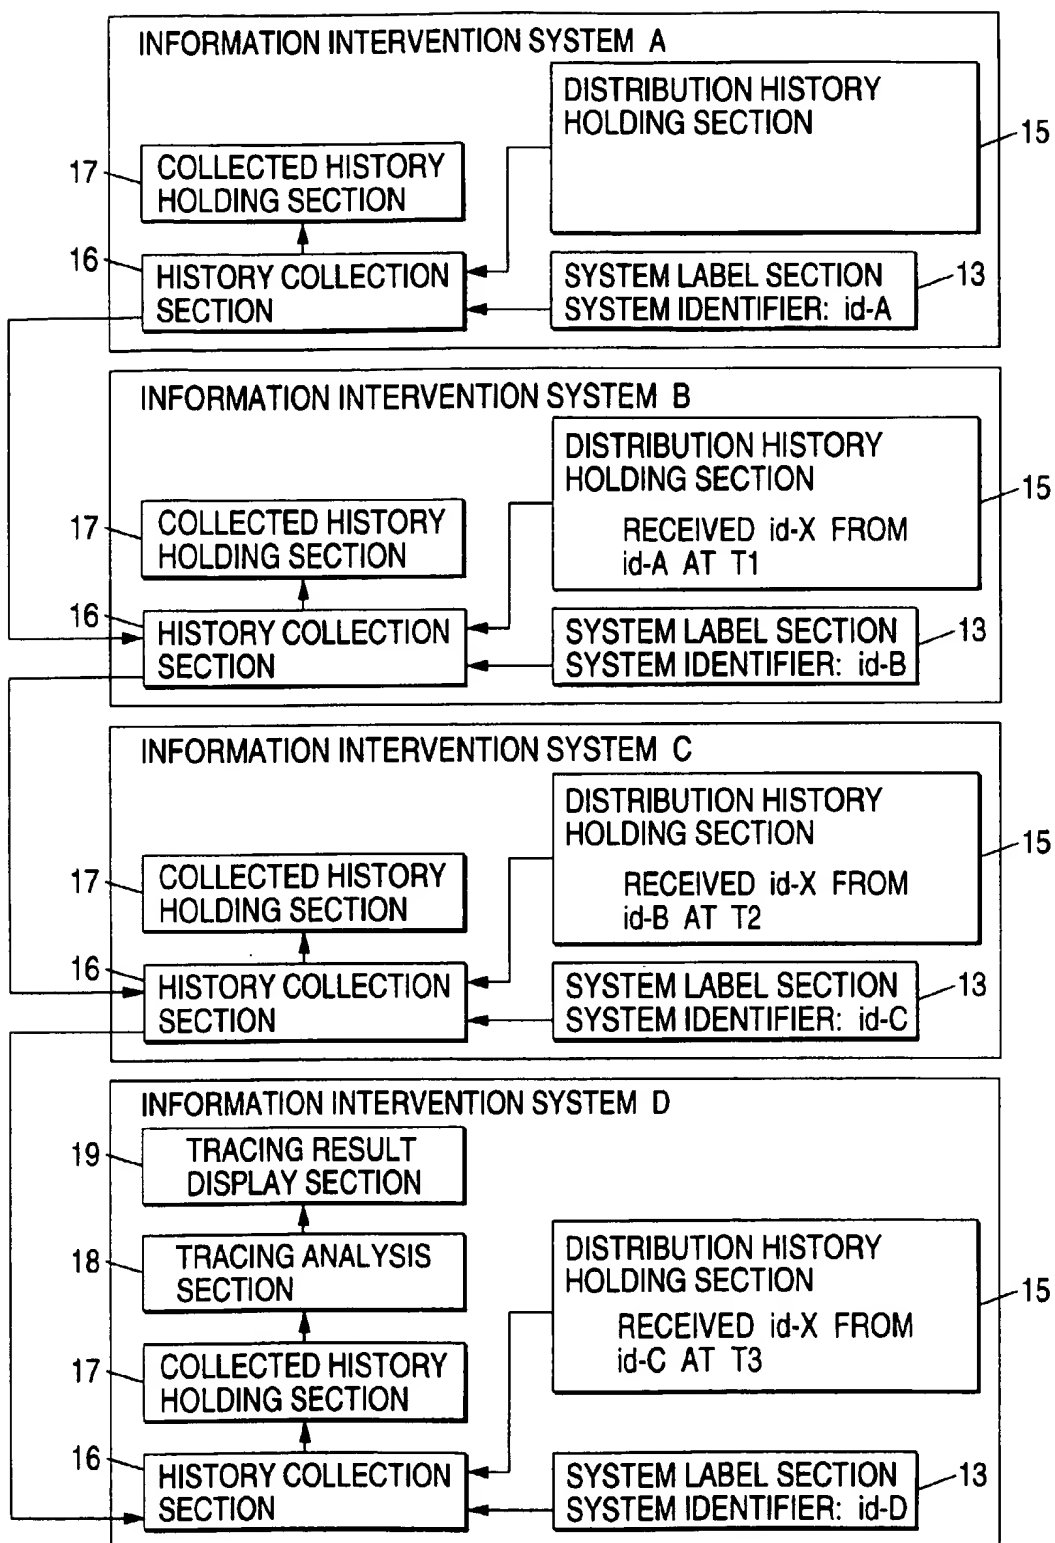 INFORMATION INTERVENTION SYSTEM A
DISTRIBUTION HISTORY
HOLDING SECTION
15
17
COLLECTED HISTORY
HOLDING SECTION
16
HISTORY COLLECTION
SECTION
SYSTEM LABEL SECTION
SYSTEM IDENTIFIER: id-A
13
INFORMATION INTERVENTION SYSTEM B
DISTRIBUTION HISTORY
HOLDING SECTION
RECEIVED id-X FROM
id-A AT T1
15
17
COLLECTED HISTORY
HOLDING SECTION
16
HISTORY COLLECTION
SECTION
SYSTEM LABEL SECTION
SYSTEM IDENTIFIER: id-B
13
INFORMATION INTERVENTION SYSTEM C
DISTRIBUTION HISTORY
HOLDING SECTION
RECEIVED id-X FROM
id-B AT T2
15
17
COLLECTED HISTORY
HOLDING SECTION
16
HISTORY COLLECTION
SECTION
SYSTEM LABEL SECTION
SYSTEM IDENTIFIER: id-C
13
INFORMATION INTERVENTION SYSTEM D
19
TRACING RESULT
DISPLAY SECTION
18
TRACING ANALYSIS
SECTION
DISTRIBUTION HISTORY
HOLDING SECTION
RECEIVED id-X FROM
id-C AT T3
15
17
COLLECTED HISTORY
HOLDING SECTION
16
HISTORY COLLECTION
SECTION
SYSTEM LABEL SECTION
SYSTEM IDENTIFIER: id-D
13